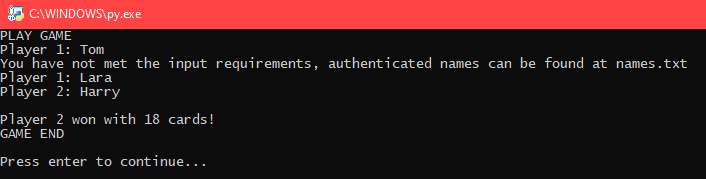 C:\WINDOWS\py.exe
PLAY GAME
Player 1: Tom
You have not met the input requirements, authenticated names can be found at names.txt
Player 1: Lara
Player 2: Harry
Player 2 won with 18 cards!
GAME END
Press enter to continue...